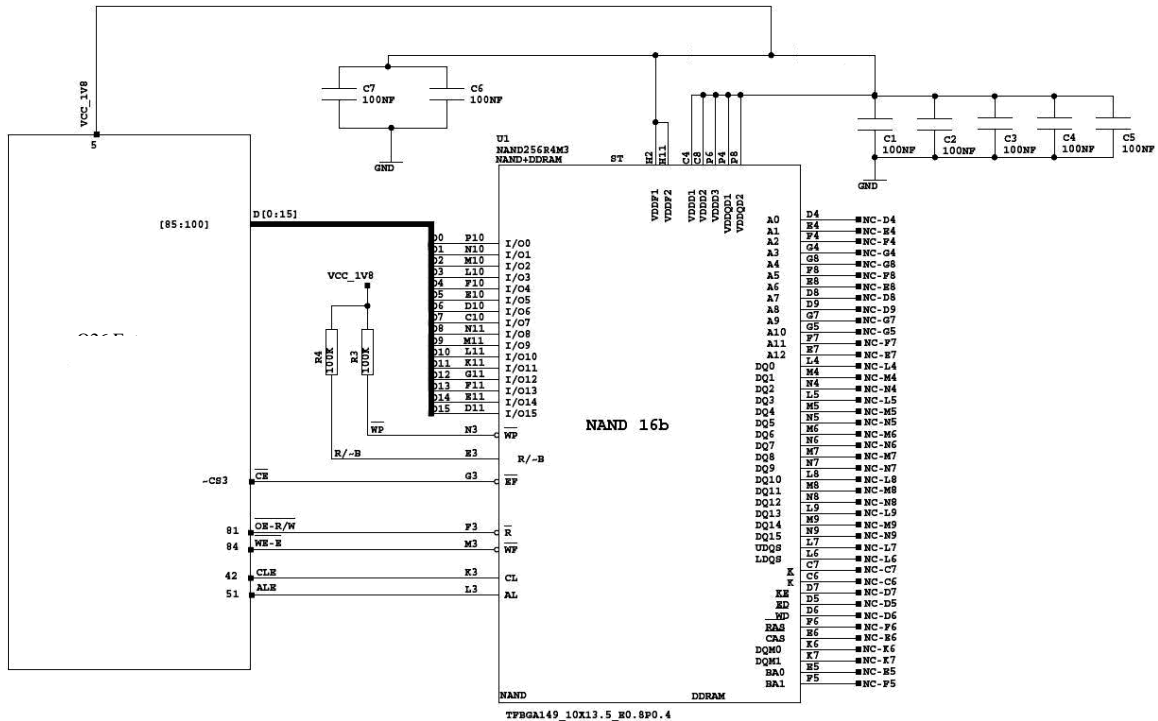 VCC_1V8
5
C7
100NF
C6
100NF
GND
U1
NAND256R4M3
NAND+DDRAM
ST
H2
H11
C4
C8
P6
P4
P8
VDDF1
VDDF2
VDDD1
VDDD2
VDDD3
VDDQD1
VDDQD2
C1
100NF
C2
100NF
C3
100NF
C4
100NF
C5
100NF
GND
[85:100]
D[0:15]
VCC_1V8
R4
100K
R3
100K
D0 P10 I/O0
D1 N10 I/O1
D2 M10 I/O2
D3 L10 I/O3
D4 F10 I/O4
D5 E10 I/O5
D6 D10 I/O6
D7 C10 I/O7
D8 N11 I/O8
D9 M11 I/O9
D10 L11 I/O10
D11 K11 I/O11
D12 G11 I/O12
D13 F11 I/O13
D14 E11 I/O14
D15 D11 I/O15
WP N3 WP
R/~B E3 R/~B
~CS3 CE G3 EF
81 OE-R/W F3 R
84 WE-E M3 WF
42 CLE K3 CL
51 ALE L3 AL
NAND 16b
A0 D4 NC-D4
A1 E4 NC-E4
A2 F4 NC-F4
A3 G4 NC-G4
A4 G8 NC-G8
A5 F8 NC-F8
A6 E8 NC-E8
A7 D8 NC-D8
A8 D9 NC-D9
A9 G7 NC-G7
A10 G5 NC-G5
A11 F7 NC-F7
A12 E7 NC-E7
DQ0 L4 NC-L4
DQ1 M4 NC-M4
DQ2 N4 NC-N4
DQ3 L5 NC-L5
DQ4 M5 NC-M5
DQ5 N5 NC-N5
DQ6 M6 NC-M6
DQ7 N6 NC-N6
DQ8 M7 NC-M7
DQ9 N7 NC-N7
DQ10 L8 NC-L8
DQ11 M8 NC-M8
DQ12 N8 NC-N8
DQ13 L9 NC-L9
DQ14 M9 NC-M9
DQ15 N9 NC-N9
UDQS L7 NC-L7
LDQS L6 NC-L6
K C7 NC-C7
K C6 NC-C6
KE D7 NC-D7
ED D5 NC-D5
WD D6 NC-D6
RAS F6 NC-F6
CAS E6 NC-E6
DQM0 K6 NC-K6
DQM1 K7 NC-K7
BA0 E5 NC-E5
BA1 F5 NC-F5
NAND
DDRAM
TFBGA149_10X13.5_E0.8P0.4